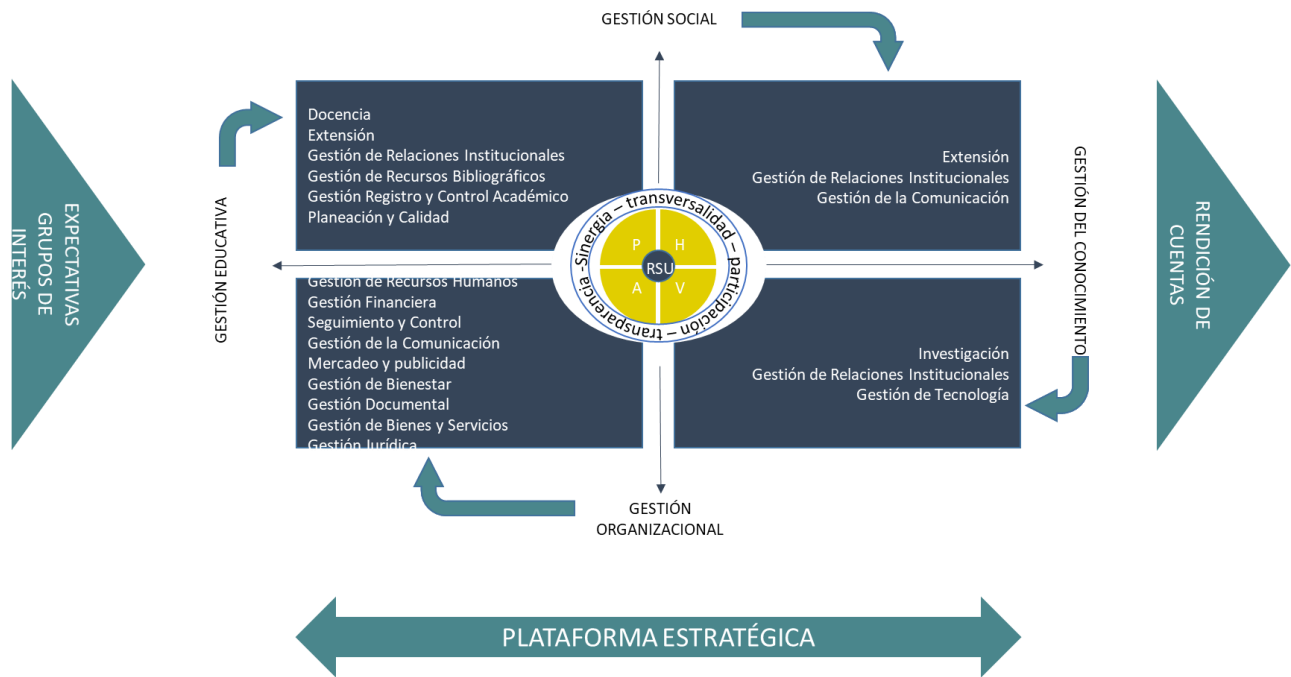 GESTIÓN SOCIAL
EXPECTATIVAS
GRUPOS DE
INTERÉS
GESTIÓN EDUCATIVA
Docencia
Extensión
Gestión de Relaciones Institucionales
Gestión de Recursos Bibliográficos
Gestión Registro y Control Académico
Planeación y Calidad
Extensión
Gestión de Relaciones Institucionales
Gestión de la Comunicación
Sinergia – transversalidad – participación – transparencia -
P H
RSU
A V
Gestión de Recursos Humanos
Gestión Financiera
Seguimiento y Control
Gestión de la Comunicación
Mercadeo y publicidad
Gestión de Bienestar
Gestión Documental
Gestión de Bienes y Servicios
Gestión Jurídica
Investigación
Gestión de Relaciones Institucionales
Gestión de Tecnología
GESTIÓN DEL CONOCIMIENTO
RENDICIÓN DE
CUENTAS
GESTIÓN
ORGANIZACIONAL
PLATAFORMA ESTRATÉGICA